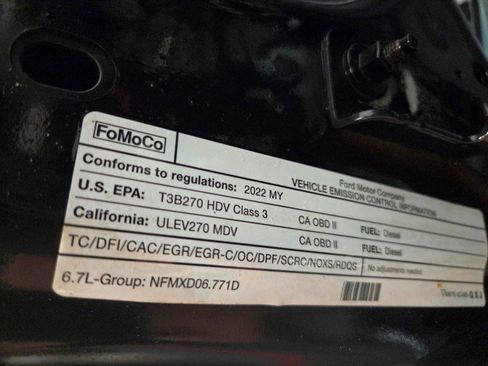 FoMoCo
Ford Motor Company
VEHICLE EMISSION CONTROL INFORMATION
Conforms to regulations: 2022 MY
U.S. EPA: T3B270 HDV Class 3 CA OBD II FUEL: Diesel
California: ULEV270 MDV CA OBD II FUEL: Diesel
TC/DFI/CAC/EGR/EGR-C/OC/DPF/SCRC/NOXS/RDQS No adjustments needed.
6.7L-Group: NFMXD06.771D